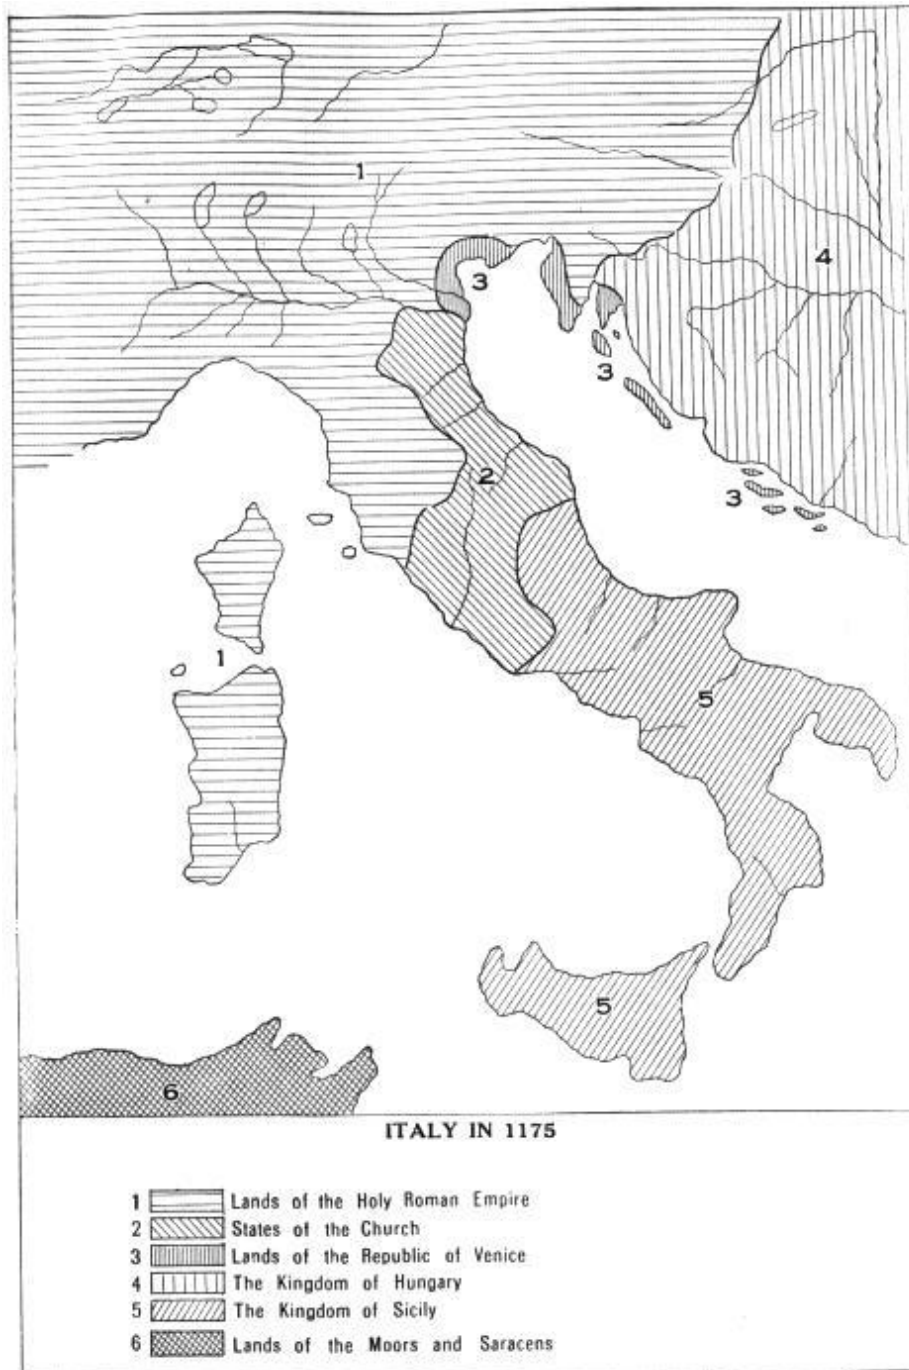 1
3
4
3
2
3
1
5
5
6
ITALY IN 1175
1 Lands of the Holy Roman Empire
2 States of the Church
3 Lands of the Republic of Venice
4 The Kingdom of Hungary
5 The Kingdom of Sicily
6 Lands of the Moors and Saracens